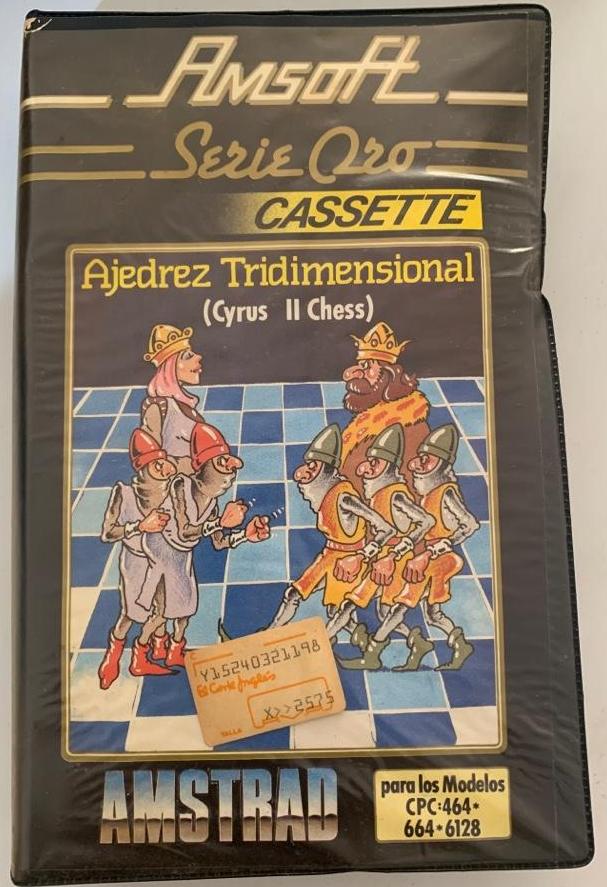 Amsoft
Serie Oro
CASSETTE
Ajedrez Tridimensional
(Cyrus II Chess)
Y15240321198
El Corte Inglés
X>>2575
TALLA
AMSTRAD
para los Modelos
CPC:464*
664*6128